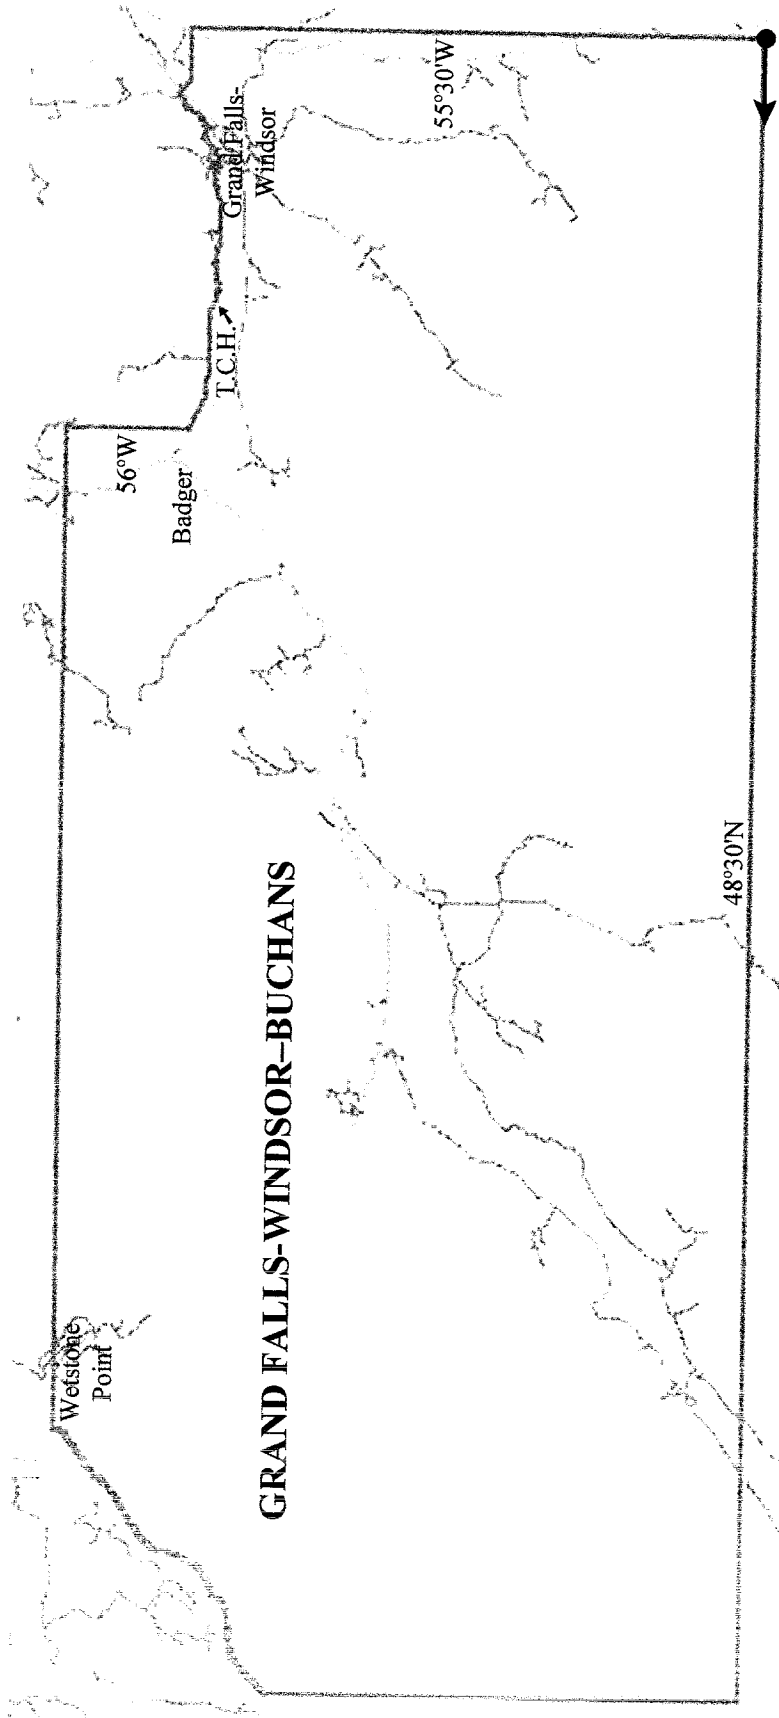 Grand Falls-
Windsor
55°30'W
T.C.H.
56°W
Badger
48°30'N
GRAND FALLS-WINDSOR–BUCHANS
Wetstone
Point